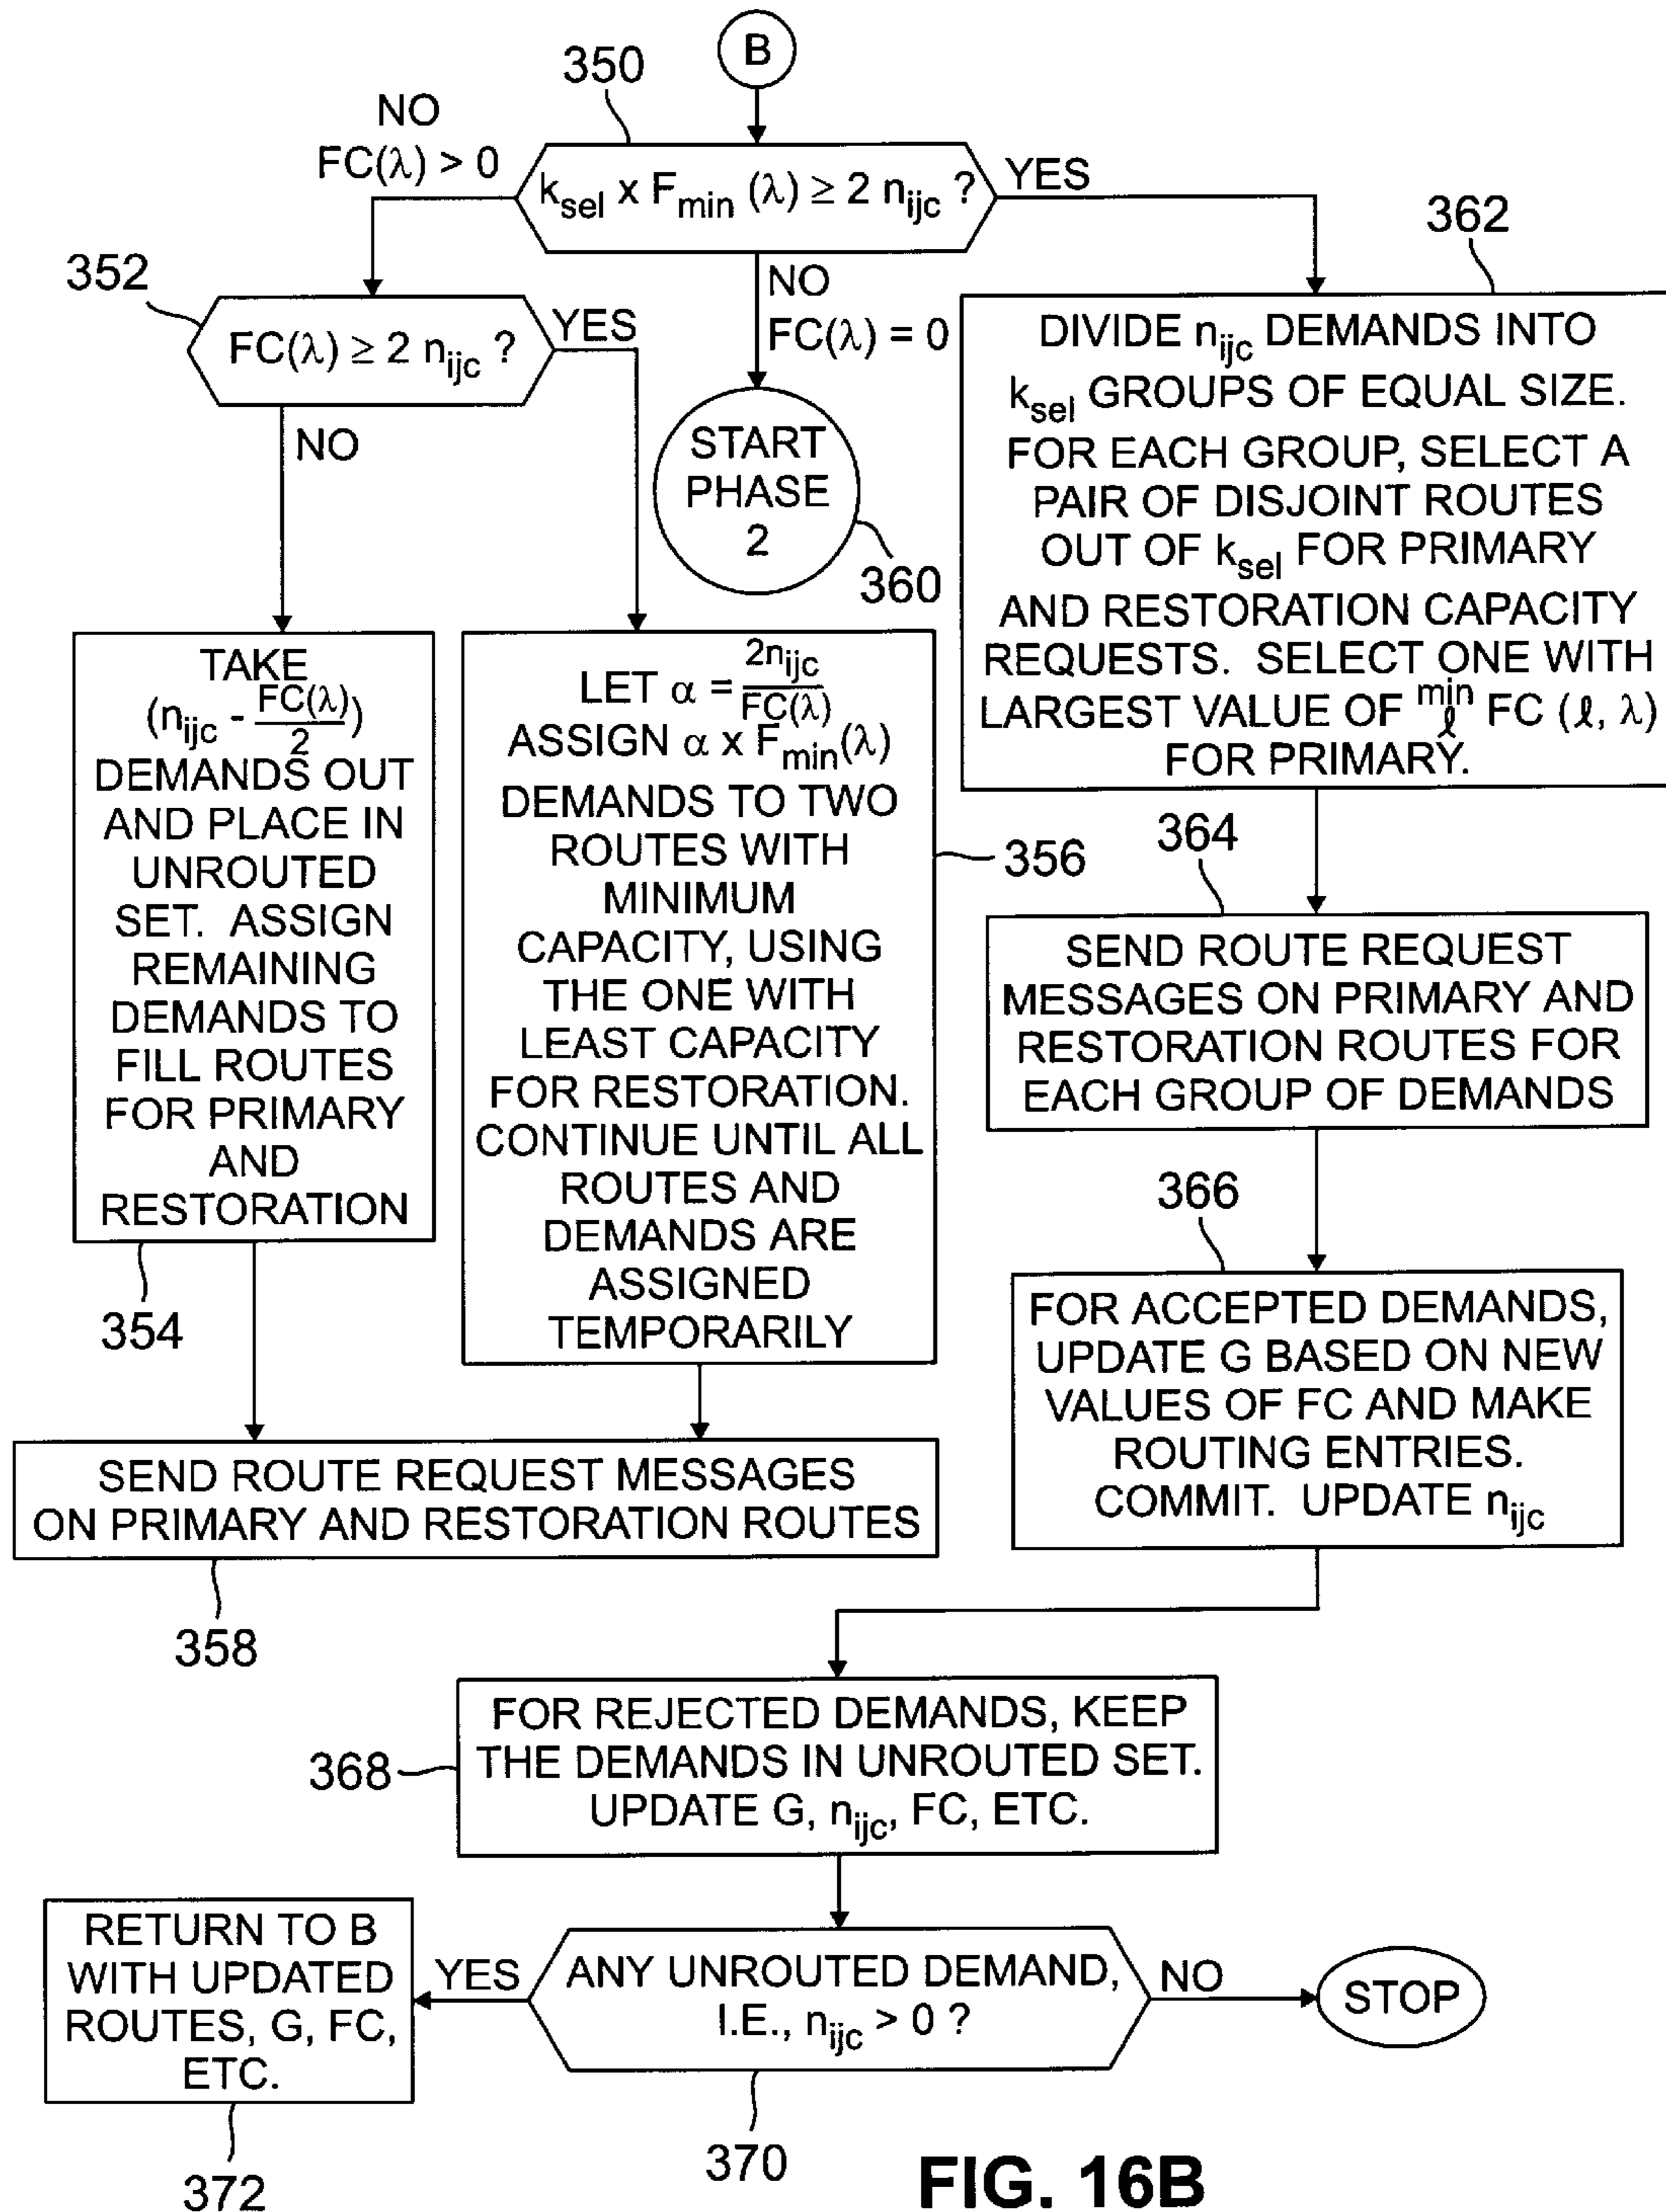 B
350
NO
FC(λ) > 0
k_sel x F_min (λ) ≥ 2 n_ijc ?
YES
362
352
FC(λ) ≥ 2 n_ijc ?
YES
NO
NO
FC(λ) = 0
START
PHASE
2
360
DIVIDE n_ijc DEMANDS INTO
k_sel GROUPS OF EQUAL SIZE.
FOR EACH GROUP, SELECT A
PAIR OF DISJOINT ROUTES
OUT OF k_sel FOR PRIMARY
AND RESTORATION CAPACITY
REQUESTS. SELECT ONE WITH
LARGEST VALUE OF min_ℓ FC (ℓ, λ)
FOR PRIMARY.
TAKE
(n_ijc - FC(λ)/2)
DEMANDS OUT
AND PLACE IN
UNROUTED
SET. ASSIGN
REMAINING
DEMANDS TO
FILL ROUTES
FOR PRIMARY
AND
RESTORATION
354
LET α = 2n_ijc/FC(λ)
ASSIGN α x F_min(λ)
DEMANDS TO TWO
ROUTES WITH
MINIMUM
CAPACITY, USING
THE ONE WITH
LEAST CAPACITY
FOR RESTORATION.
CONTINUE UNTIL ALL
ROUTES AND
DEMANDS ARE
ASSIGNED
TEMPORARILY
356
364
SEND ROUTE REQUEST
MESSAGES ON PRIMARY AND
RESTORATION ROUTES FOR
EACH GROUP OF DEMANDS
366
FOR ACCEPTED DEMANDS,
UPDATE G BASED ON NEW
VALUES OF FC AND MAKE
ROUTING ENTRIES.
COMMIT. UPDATE n_ijc
SEND ROUTE REQUEST MESSAGES
ON PRIMARY AND RESTORATION ROUTES
358
FOR REJECTED DEMANDS, KEEP
THE DEMANDS IN UNROUTED SET.
UPDATE G, n_ijc, FC, ETC.
368
RETURN TO B
WITH UPDATED
ROUTES, G, FC,
ETC.
372
YES
ANY UNROUTED DEMAND,
I.E., n_ijc > 0 ?
370
NO
STOP
FIG. 16B